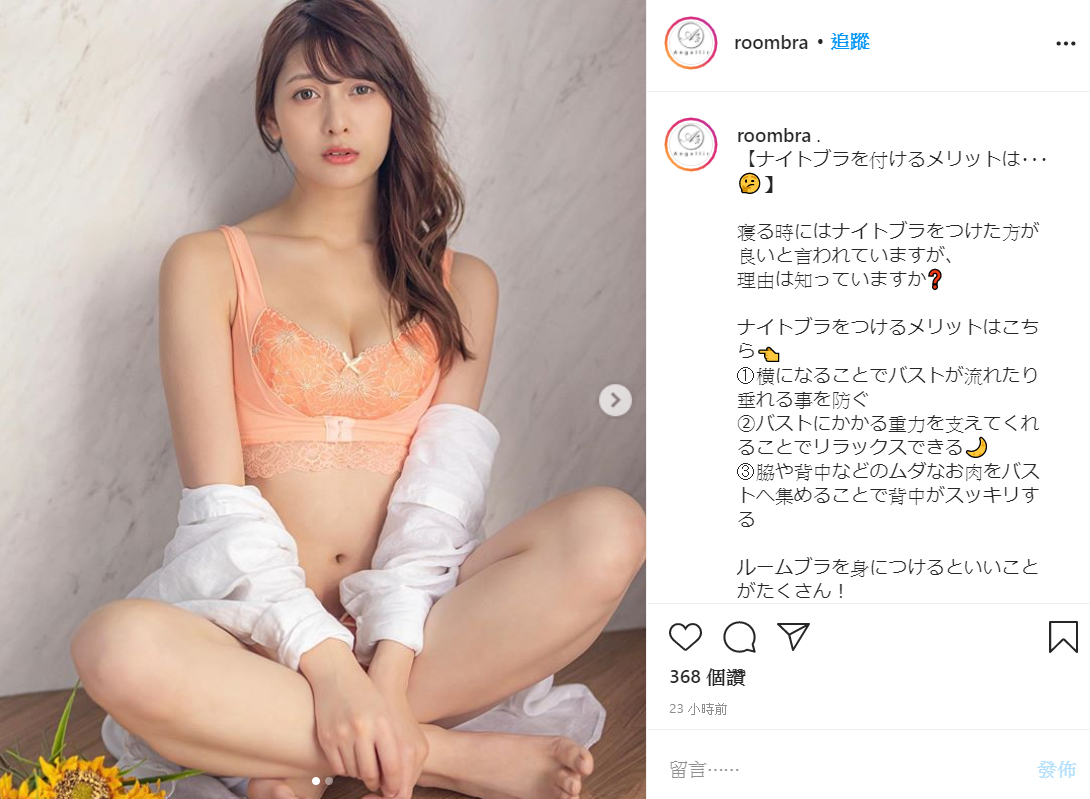 Angellir
roombra • 追蹤
Angellir
roombra .
【ナイトブラを付けるメリットは･･･
🤔】
寝る時にはナイトブラをつけた方が
良いと言われていますが、
理由は知っていますか❓
ナイトブラをつけるメリットはこち
ら👈
①横になることでバストが流れたり
垂れる事を防ぐ
②バストにかかる重力を支えてくれ
ることでリラックスできる🌙
③脇や背中などのムダなお肉をバス
トへ集めることで背中がスッキリす
る
ルームブラを身につけるといいこと
がたくさん！
368 個讚
23 小時前
留言⋯⋯
發佈